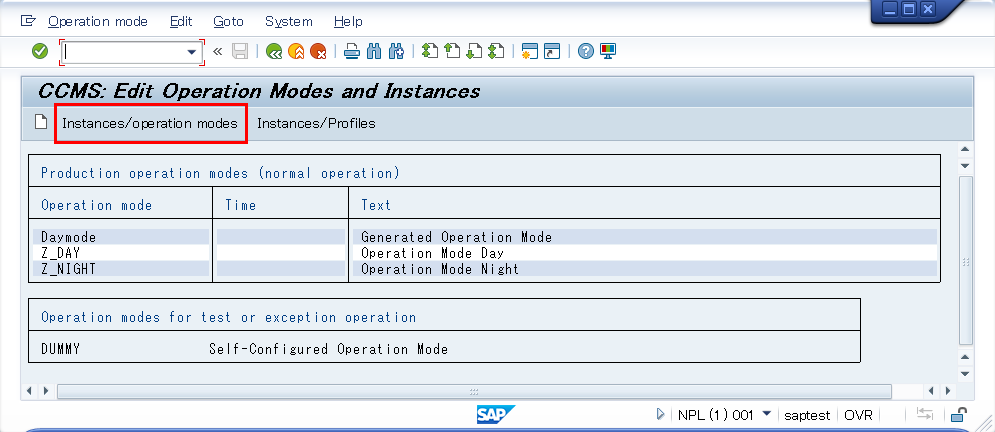 Operation mode Edit Goto System Help
CCMS: Edit Operation Modes and Instances
Instances/operation modes Instances/Profiles
Production operation modes (normal operation)
Operation mode Time Text
Daymode Generated Operation Mode
Z_DAY Operation Mode Day
Z_NIGHT Operation Mode Night
Operation modes for test or exception operation
DUMMY Self-Configured Operation Mode
SAP NPL (1) 001 saptest OVR